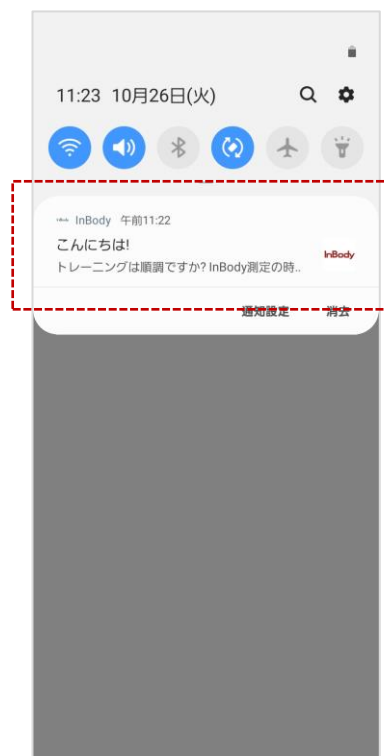 11:23 10月26日(火)
InBody 午前11:22
こんにちは!
トレーニングは順調ですか? InBody測定の時..
InBody
通知設定 消去